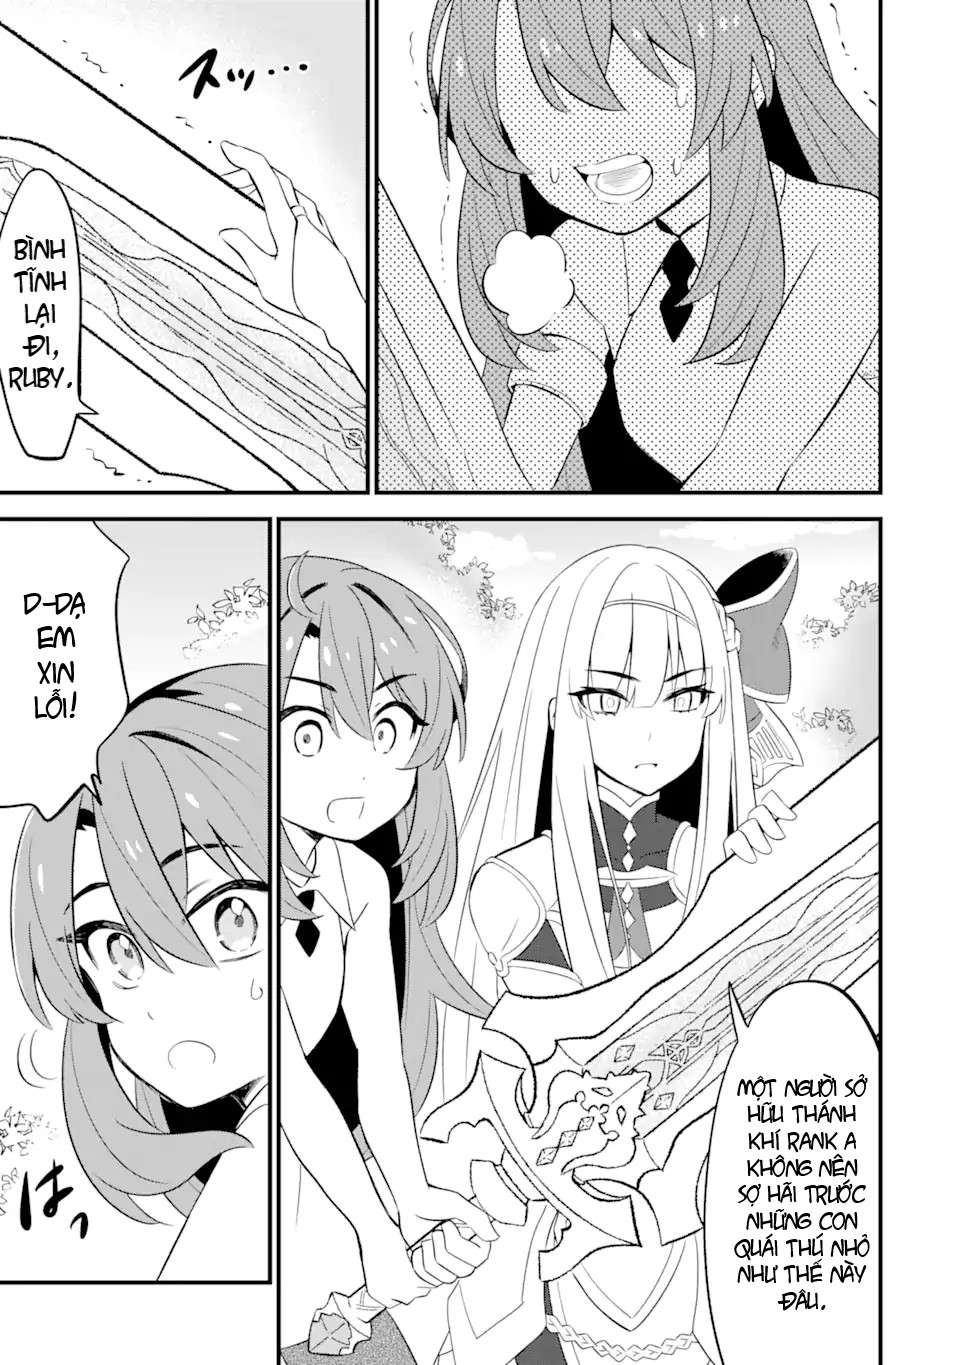 スッ…
BÌNH
TĨNH
LẠI
ĐI,
RUBY.
MỘT NGƯỜI SỞ
HỮU THÁNH
KHÍ RANK A
KHÔNG NÊN
SỢ HÃI TRƯỚC
NHỮNG CON
QUÁI THÚ NHỎ
NHƯ THẾ NÀY
ĐÂU.
D-DẠ
EM
XIN
LỖI!
はっ